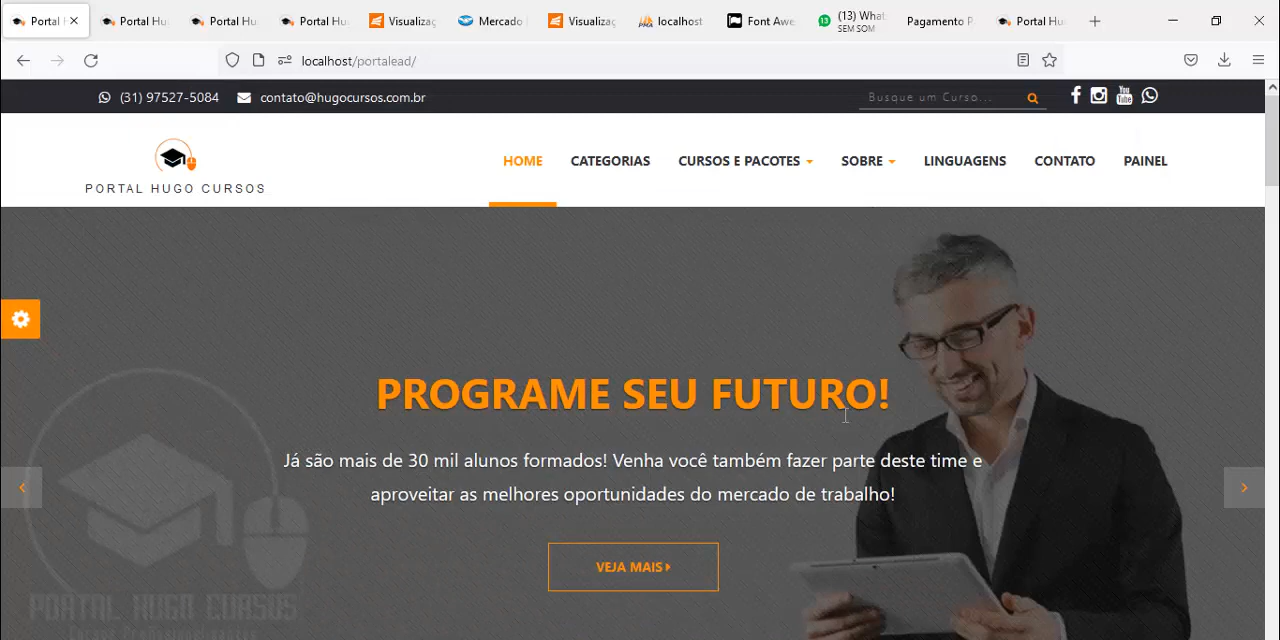 Portal H
Portal Hu
Portal Hu
Portal Hu
Visualizaç
Mercado
Visualizaç
localhost
Font Awe
(13) What
SEM SOM
Pagamento P
Portal Hu
localhost/portalead/
(31) 97527-5084
contato@hugocursos.com.br
Busque um Curso...
PORTAL HUGO CURSOS
HOME
CATEGORIAS
CURSOS E PACOTES
SOBRE
LINGUAGENS
CONTATO
PAINEL
PROGRAME SEU FUTURO!
Já são mais de 30 mil alunos formados! Venha você também fazer parte deste time e
aproveitar as melhores oportunidades do mercado de trabalho!
VEJA MAIS
PORTAL HUGO CURSOS